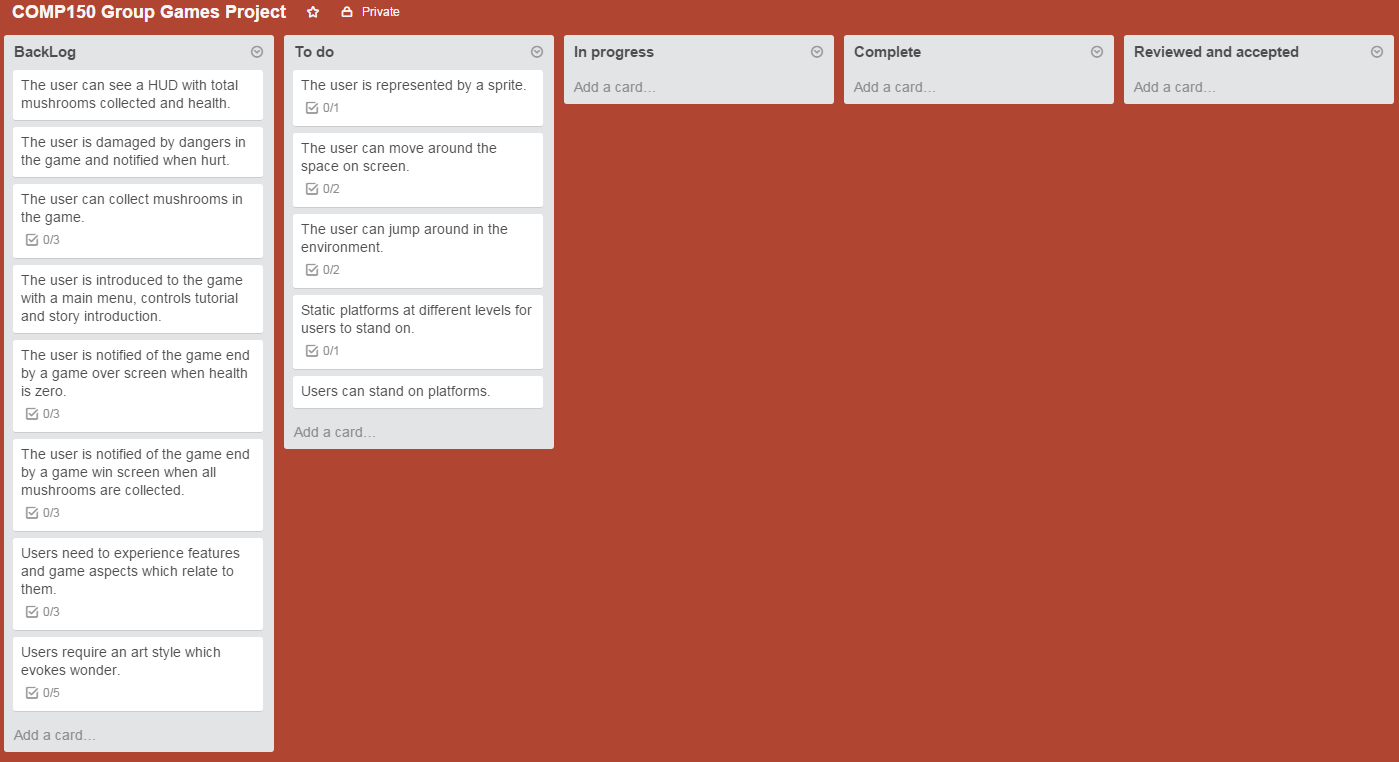 COMP150 Group Games Project Private
BackLog
The user can see a HUD with total
mushrooms collected and health.
The user is damaged by dangers in
the game and notified when hurt.
The user can collect mushrooms in
the game.
0/3
The user is introduced to the game
with a main menu, controls tutorial
and story introduction.
The user is notified of the game end
by a game over screen when health
is zero.
0/3
The user is notified of the game end
by a game win screen when all
mushrooms are collected.
0/3
Users need to experience features
and game aspects which relate to
them.
0/3
Users require an art style which
evokes wonder.
0/5
Add a card...
To do
The user is represented by a sprite.
0/1
The user can move around the
space on screen.
0/2
The user can jump around in the
environment.
0/2
Static platforms at different levels for
users to stand on.
0/1
Users can stand on platforms.
Add a card...
In progress
Add a card...
Complete
Add a card...
Reviewed and accepted
Add a card...